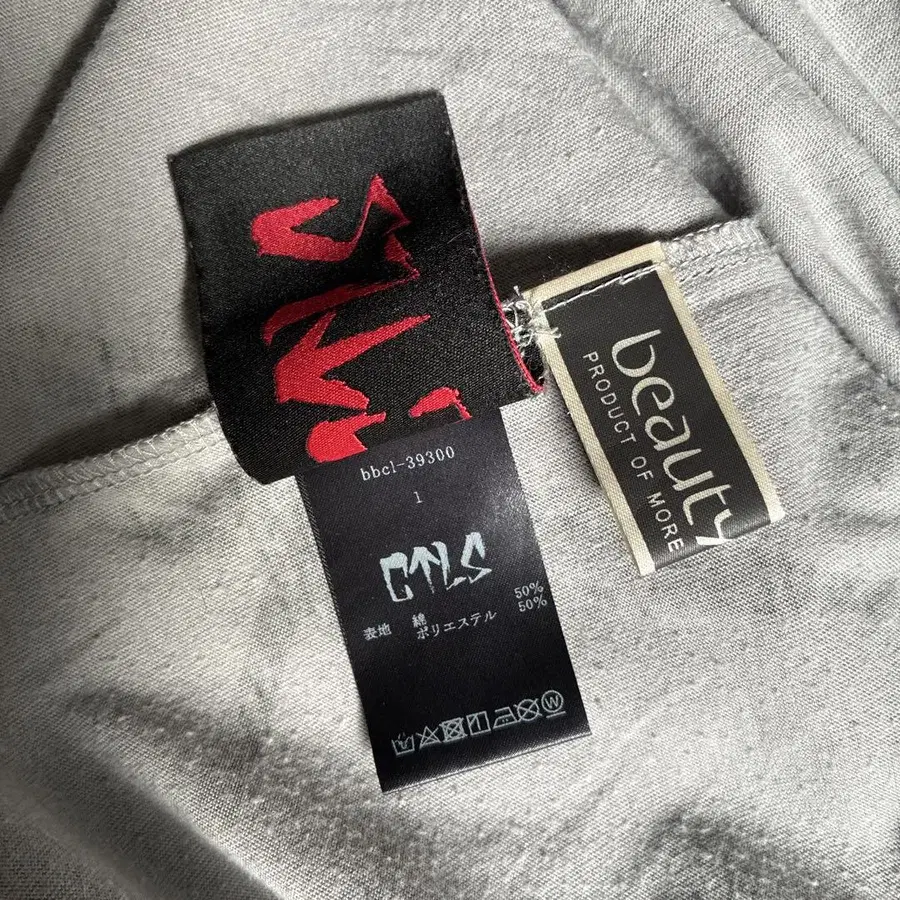 bbcl-39300
1
CTLS
表地 綿 50%
ポリエステル 50%
beauty
PRODUCT OF MORE